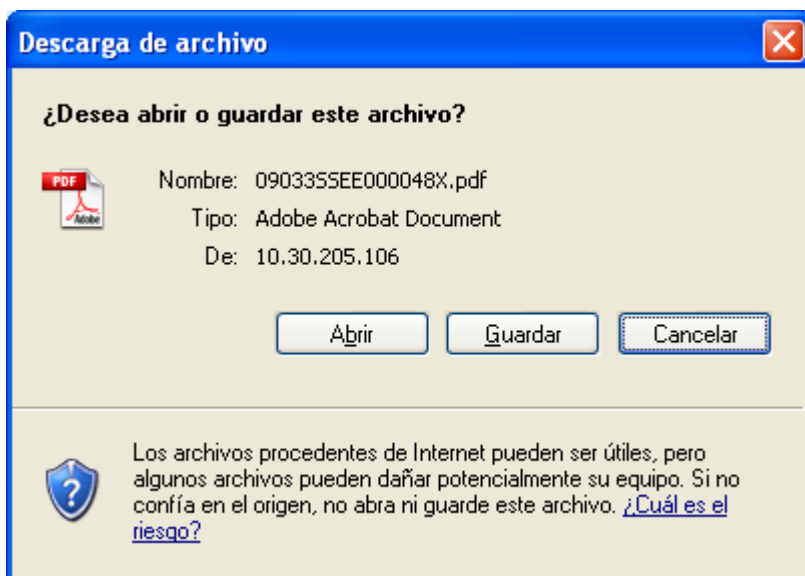 Descarga de archivo
¿Desea abrir o guardar este archivo?
PDF
Adobe
Nombre: 09033SSEE000048X.pdf
Tipo: Adobe Acrobat Document
De: 10.30.205.106
Abrir Guardar Cancelar
Los archivos procedentes de Internet pueden ser útiles, pero
algunos archivos pueden dañar potencialmente su equipo. Si no
confía en el origen, no abra ni guarde este archivo. ¿Cuál es el
riesgo?